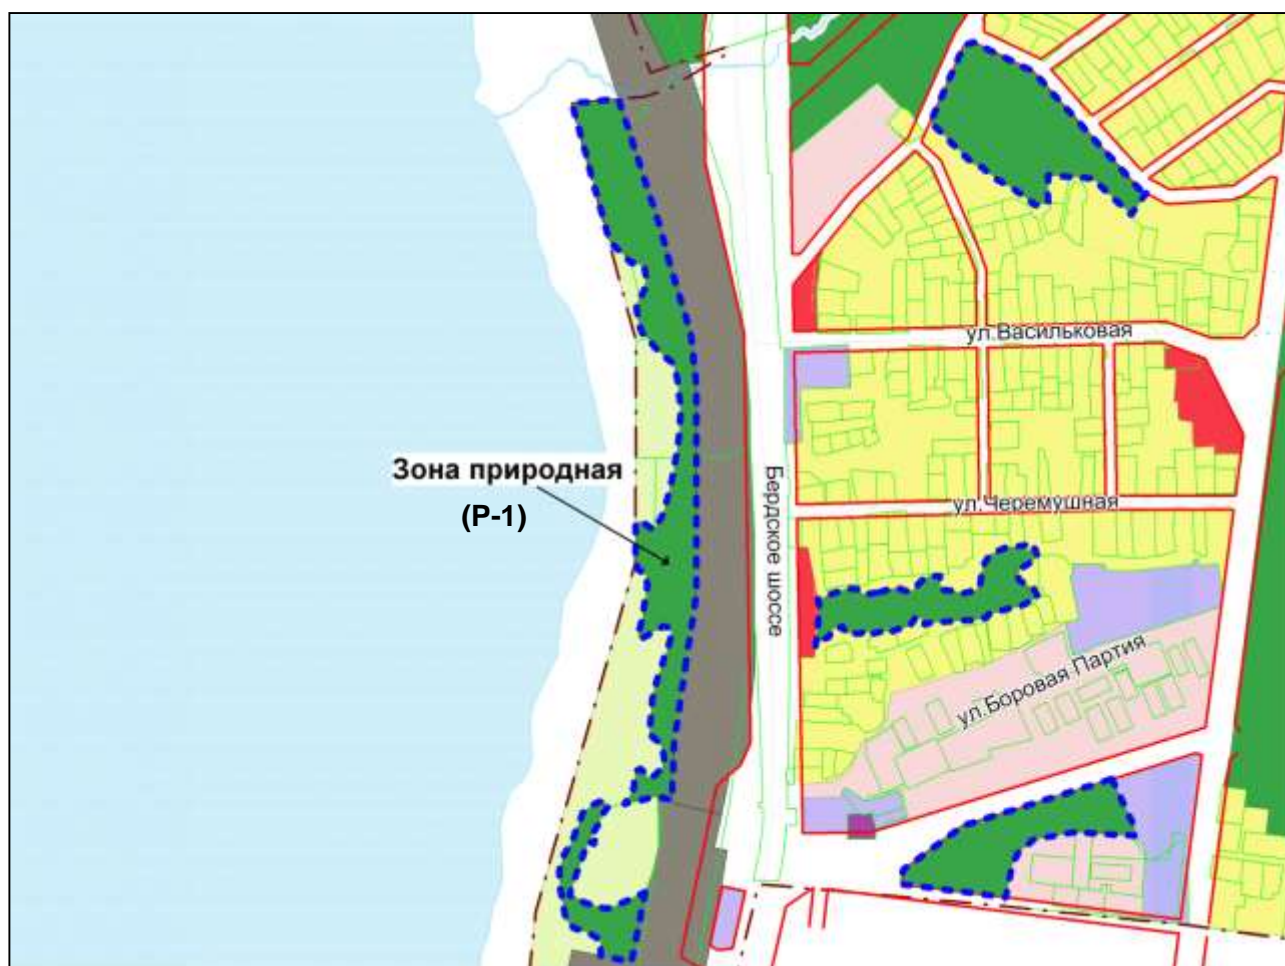 ул.Васильковая
Зона природная
(Р-1)
Бердское шоссе
ул.Черемушная
ул.Боровая Партия